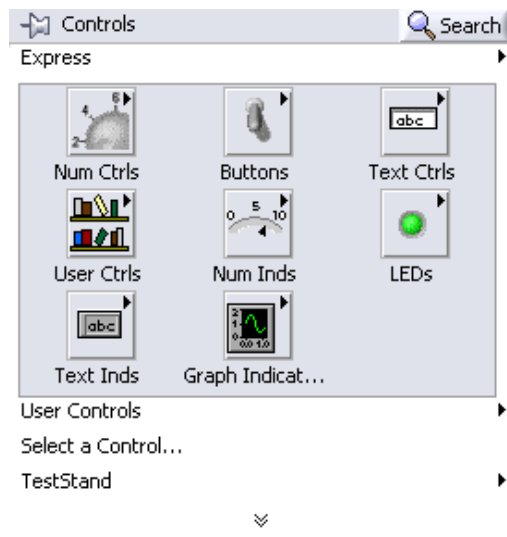 Controls Search
Express
Num Ctrls Buttons Text Ctrls
User Ctrls Num Inds LEDs
Text Inds Graph Indicat...
User Controls
Select a Control...
TestStand